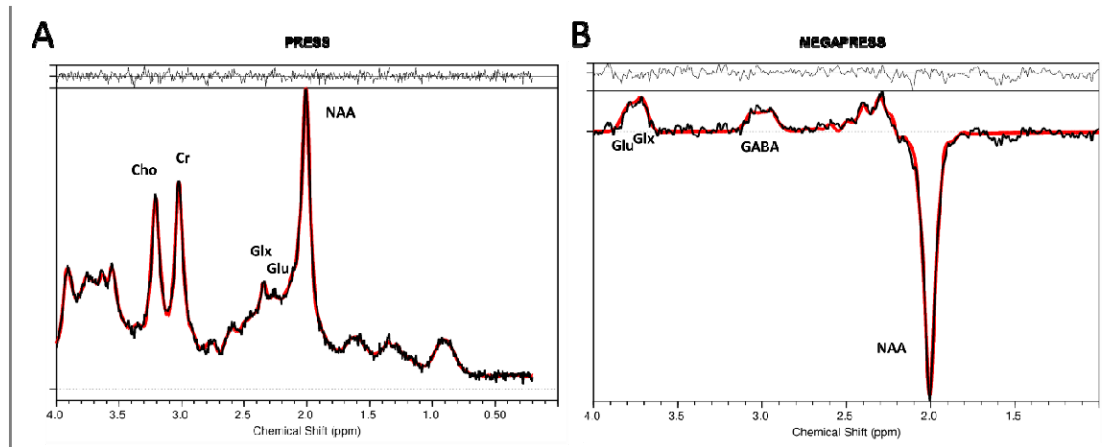 A
PRESS
NAA
Cr
Cho
Glx
Glu
4.0 3.5 3.0 2.5 2.0 1.5 1.0 0.50
Chemical Shift (ppm)
B
MEGAPRESS
Glu Glx
GABA
NAA
4.0 3.5 3.0 2.5 2.0 1.5
Chemical Shift (ppm)